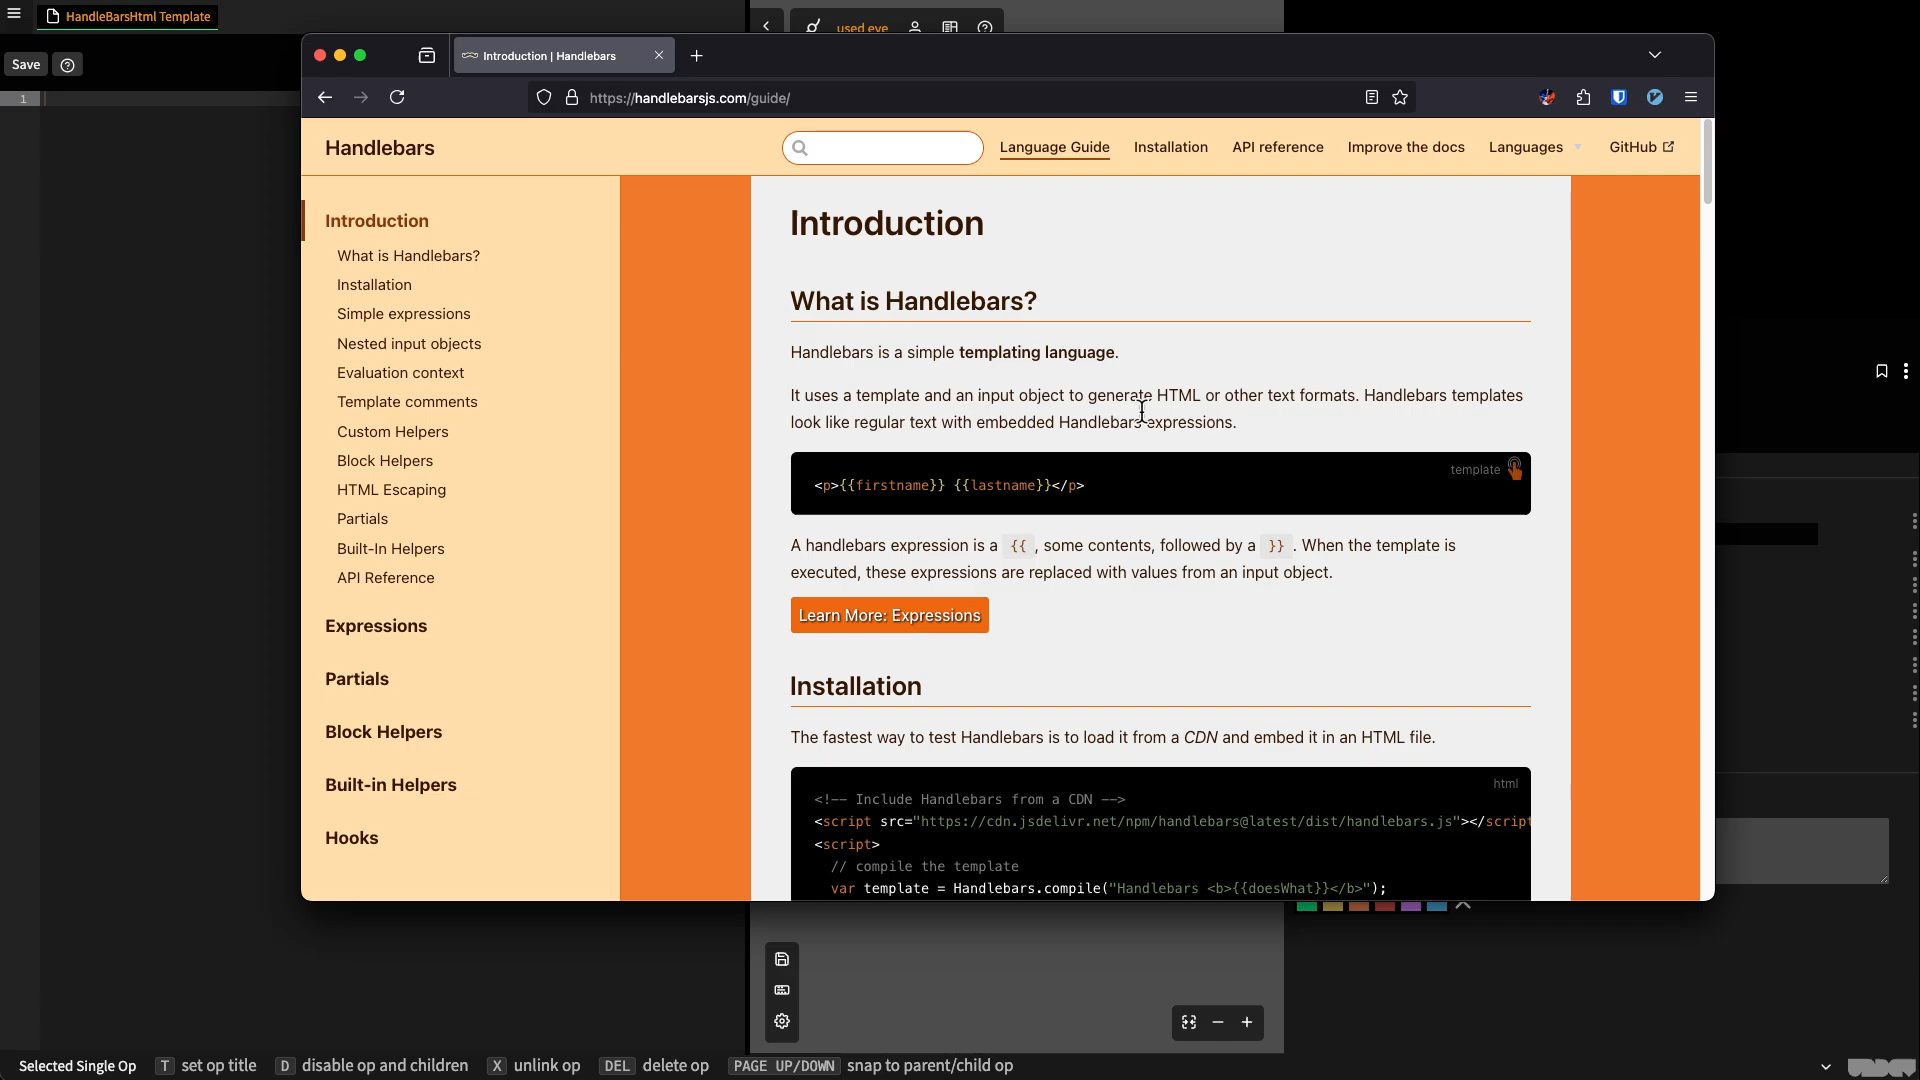 HandleBarsHtml Template
used eve
Save
1
Introduction | Handlebars
https://handlebarsjs.com/guide/
Handlebars
Language Guide
Installation
API reference
Improve the docs
Languages
GitHub
Introduction
What is Handlebars?
Installation
Simple expressions
Nested input objects
Evaluation context
Template comments
Custom Helpers
Block Helpers
HTML Escaping
Partials
Built-In Helpers
API Reference
Expressions
Partials
Block Helpers
Built-in Helpers
Hooks
Introduction
What is Handlebars?
Handlebars is a simple templating language.
It uses a template and an input object to generate HTML or other text formats. Handlebars templates
look like regular text with embedded Handlebars expressions.
template
<p>{{firstname}} {{lastname}}</p>
A handlebars expression is a {{ , some contents, followed by a }} . When the template is
executed, these expressions are replaced with values from an input object.
Learn More: Expressions
Installation
The fastest way to test Handlebars is to load it from a CDN and embed it in an HTML file.
html
<!-- Include Handlebars from a CDN -->
<script src="https://cdn.jsdelivr.net/npm/handlebars@latest/dist/handlebars.js"></script
<script>
// compile the template
var template = Handlebars.compile("Handlebars <b>{{doesWhat}}</b>");
Selected Single Op T set op title D disable op and children X unlink op DEL delete op PAGE UP/DOWN snap to parent/child op